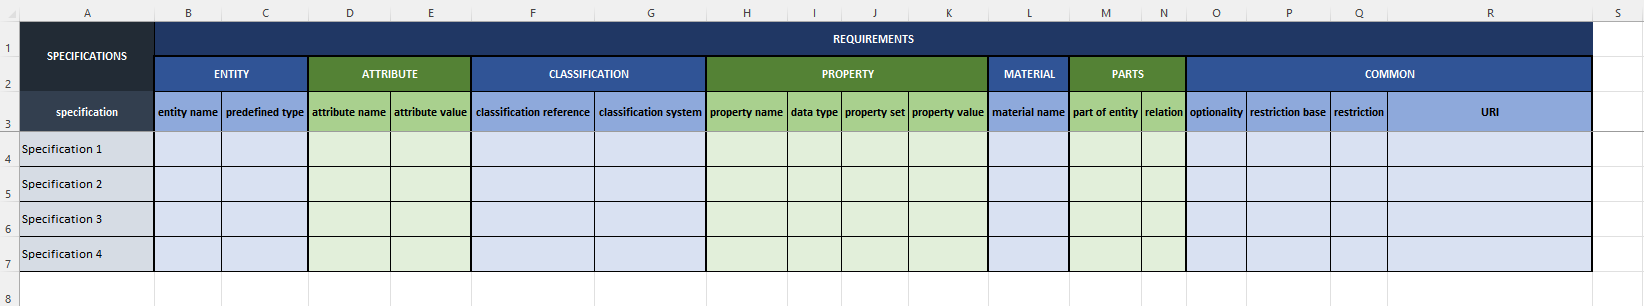 A B C D E F G H I J K L M N O P Q R S
1 SPECIFICATIONS REQUIREMENTS
2 ENTITY ATTRIBUTE CLASSIFICATION PROPERTY MATERIAL PARTS COMMON
3 specification entity name predefined type attribute name attribute value classification reference classification system property name data type property set property value material name part of entity relation optionality restriction base restriction URI
4 Specification 1
5 Specification 2
6 Specification 3
7 Specification 4
8